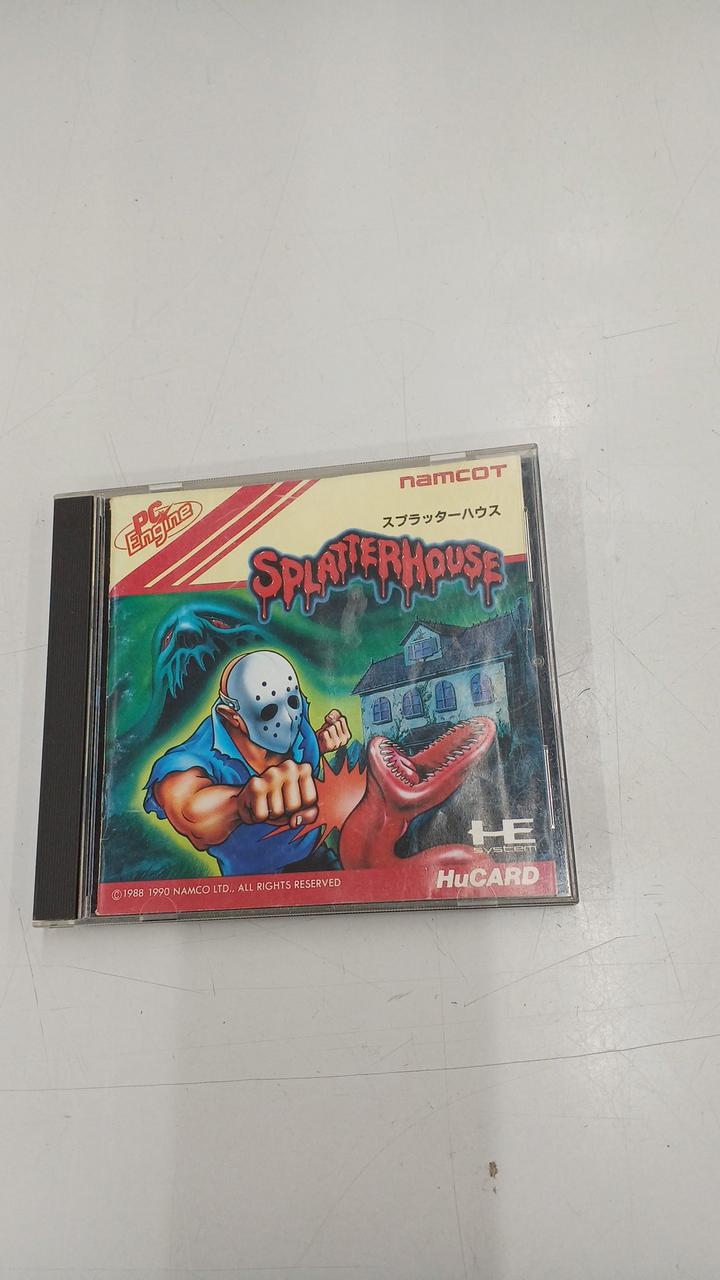 namcoT
PC
Engine
スプラッターハウス
SPLATTERHOUSE
HE
system
©1988 1990 NAMCO LTD., ALL RIGHTS RESERVED
HuCARD